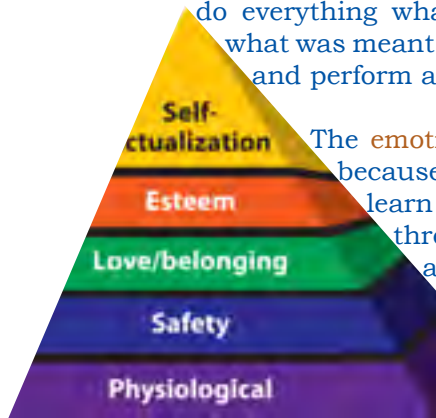 do everything wha
what was meant
and perform a
Self-
ctualization
The emoti
because
Esteem
learn
thr
Love/belonging
a
Safety
Physiological